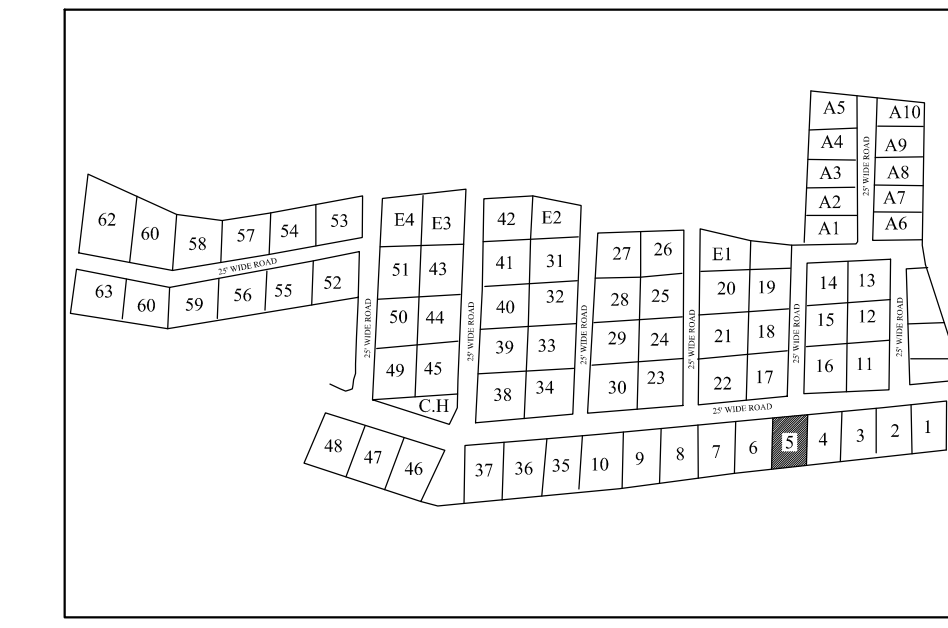 A5
A10
A4
A9
A3
A8
A2
A7
A1
A6
25' WIDE ROAD
62
60
58
57
54
53
25' WIDE ROAD
63
60
59
56
55
52
E4
E3
51
43
50
44
49
45
C.H
25' WIDE ROAD
25' WIDE ROAD
42
E2
41
31
40
32
39
33
38
34
25' WIDE ROAD
27
26
28
25
29
24
30
23
25' WIDE ROAD
E1
20
19
21
18
22
17
25' WIDE ROAD
14
13
15
12
16
11
25' WIDE ROAD
25' WIDE ROAD
48
47
46
37
36
35
10
9
8
7
6
5
4
3
2
1